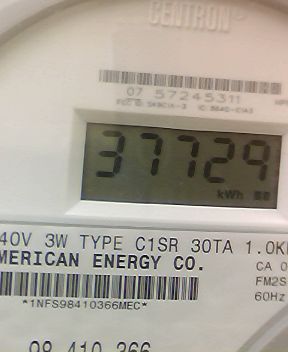 CENTRON
07 57245311
37729
kWh
40V 3W TYPE C1SR 30TA 1.0K
MERICAN ENERGY CO.
CA 0
FM2S
60Hz
*1NFS98410366MEC*
98 410 366